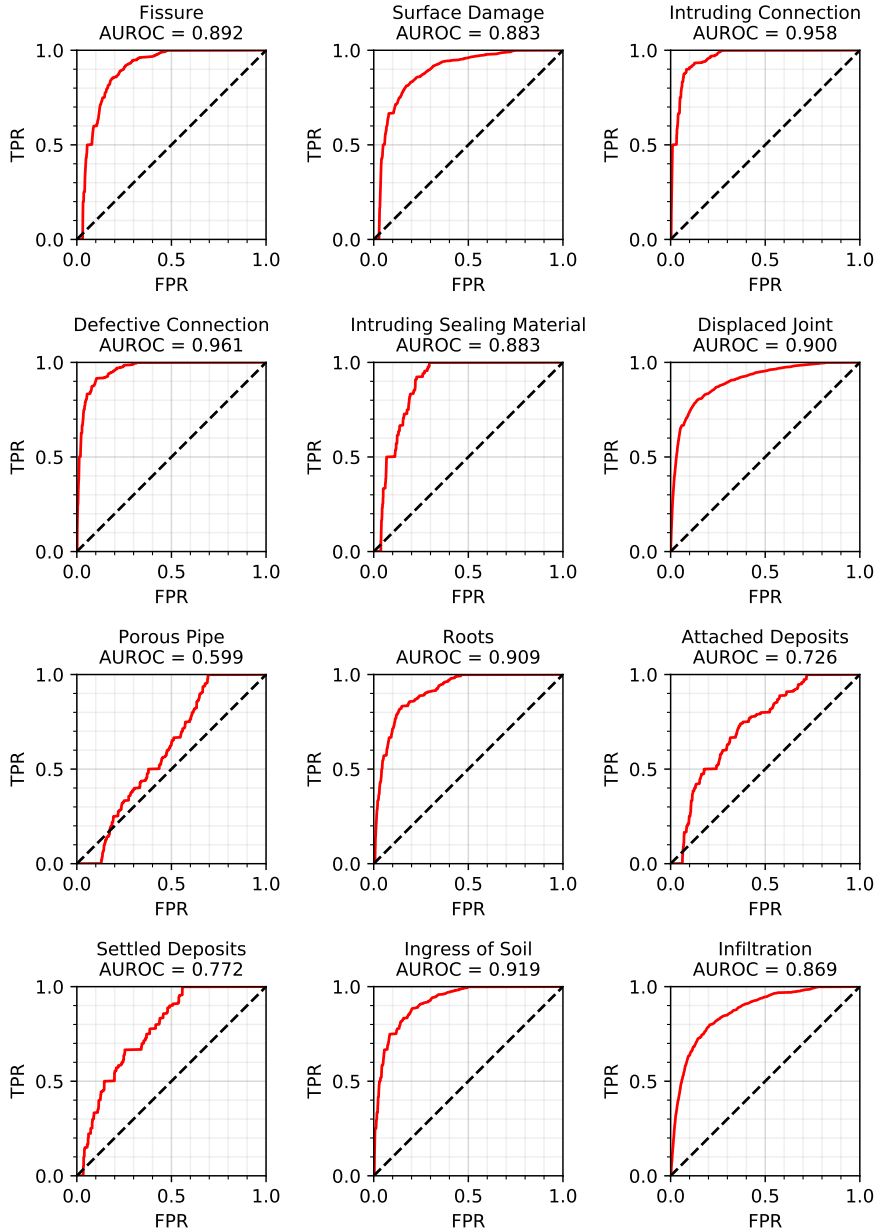 Fissure
AUROC = 0.892
Surface Damage
AUROC = 0.883
Intruding Connection
AUROC = 0.958
1.0
0.5
0.0
TPR
0.0 0.5 1.0
FPR
1.0
0.5
0.0
TPR
0.0 0.5 1.0
FPR
1.0
0.5
0.0
TPR
0.0 0.5 1.0
FPR
Defective Connection
AUROC = 0.961
Intruding Sealing Material
AUROC = 0.883
Displaced Joint
AUROC = 0.900
1.0
0.5
0.0
TPR
0.0 0.5 1.0
FPR
1.0
0.5
0.0
TPR
0.0 0.5 1.0
FPR
1.0
0.5
0.0
TPR
0.0 0.5 1.0
FPR
Porous Pipe
AUROC = 0.599
Roots
AUROC = 0.909
Attached Deposits
AUROC = 0.726
1.0
0.5
0.0
TPR
0.0 0.5 1.0
FPR
1.0
0.5
0.0
TPR
0.0 0.5 1.0
FPR
1.0
0.5
0.0
TPR
0.0 0.5 1.0
FPR
Settled Deposits
AUROC = 0.772
Ingress of Soil
AUROC = 0.919
Infiltration
AUROC = 0.869
1.0
0.5
0.0
TPR
0.0 0.5 1.0
FPR
1.0
0.5
0.0
TPR
0.0 0.5 1.0
FPR
1.0
0.5
0.0
TPR
0.0 0.5 1.0
FPR